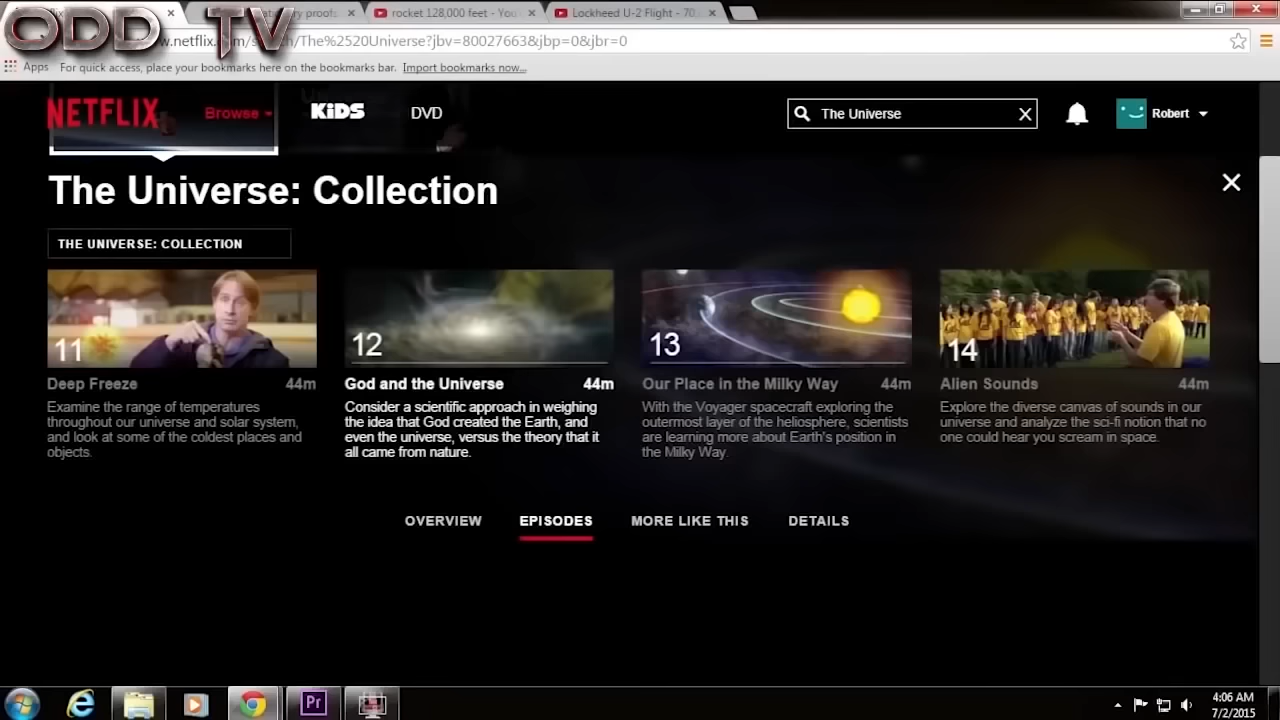 ODD TV
proofs
rocket 128,000 feet - You
Lockheed U-2 Flight - 70,
/The%2520Universe?jbv=80027663&jbp=0&jbr=0
Apps For quick access, place your bookmarks here on the bookmarks bar. Import bookmarks now...
NETFLIX Browse KiDS DVD The Universe Robert
The Universe: Collection
THE UNIVERSE: COLLECTION
11
12
13
14
Deep Freeze 44m
Examine the range of temperatures
throughout our universe and solar system,
and look at some of the coldest places and
objects.
God and the Universe 44m
Consider a scientific approach in weighing
the idea that God created the Earth, and
even the universe, versus the theory that it
all came from nature.
Our Place in the Milky Way 44m
With the Voyager spacecraft exploring the
outermost layer of the heliosphere, scientists
are learning more about Earth's position in
the Milky Way.
Alien Sounds 44m
Explore the diverse canvas of sounds in our
universe and analyze the sci-fi notion that no
one could hear you scream in space.
OVERVIEW EPISODES MORE LIKE THIS DETAILS
Pr
4:06 AM
7/2/2015